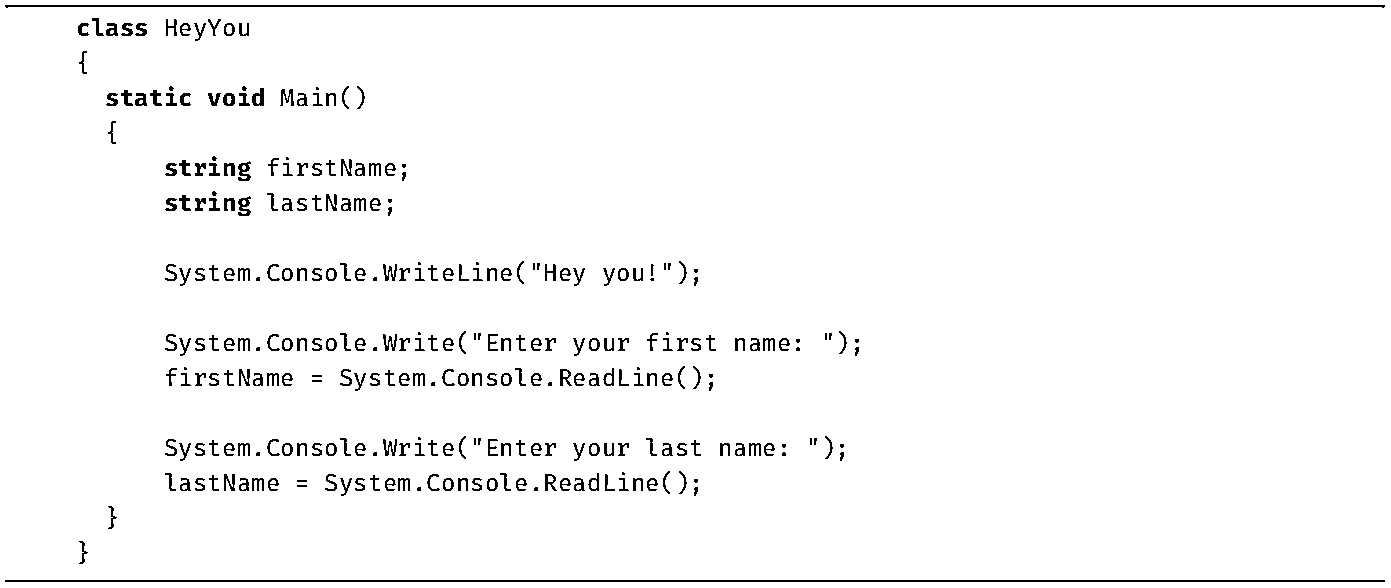 class HeyYou
{
  static void Main()
  {
      string firstName;
      string lastName;

      System.Console.WriteLine("Hey you!");

      System.Console.Write("Enter your first name: ");
      firstName = System.Console.ReadLine();

      System.Console.Write("Enter your last name: ");
      lastName = System.Console.ReadLine();
  }
}